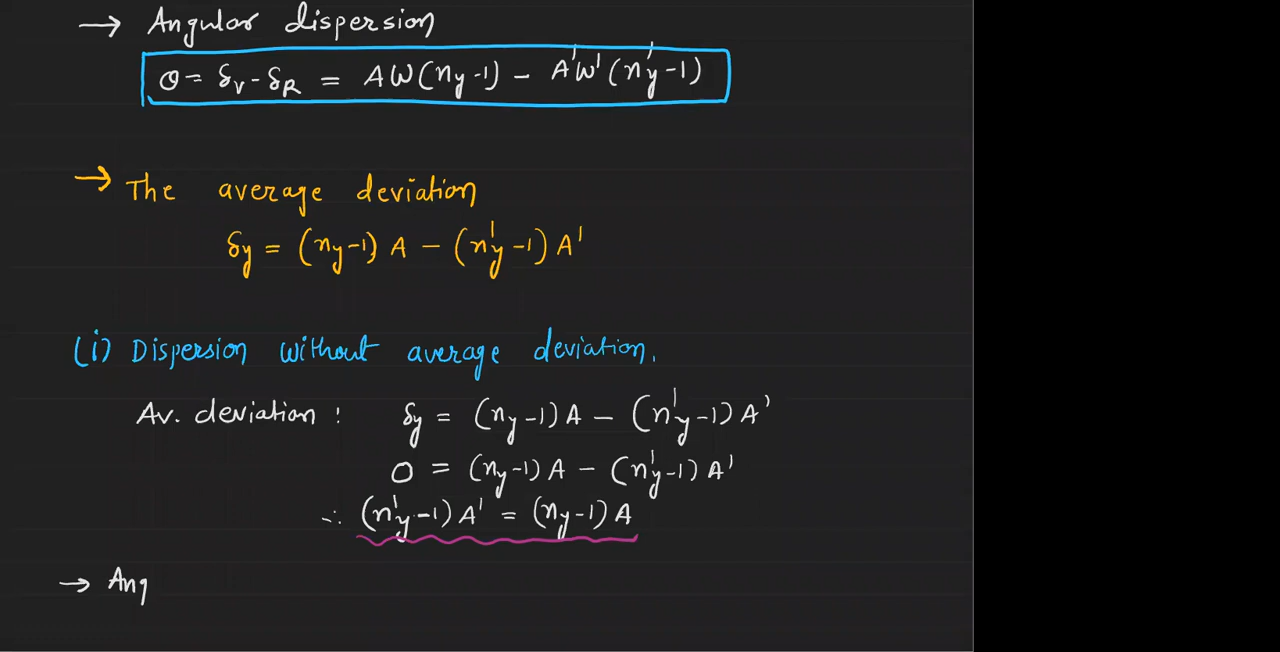 → Angular dispersion
θ = δv - δR = Aω(ny-1) - A'ω'(n'y-1)
→ The average deviation
δy = (ny-1) A - (n'y-1) A'
(i) Dispersion without average deviation.
Av. deviation : δy = (ny-1) A - (n'y-1) A'
0 = (ny-1) A - (n'y-1) A'
∴ (n'y-1) A' = (ny-1) A
→ Ang